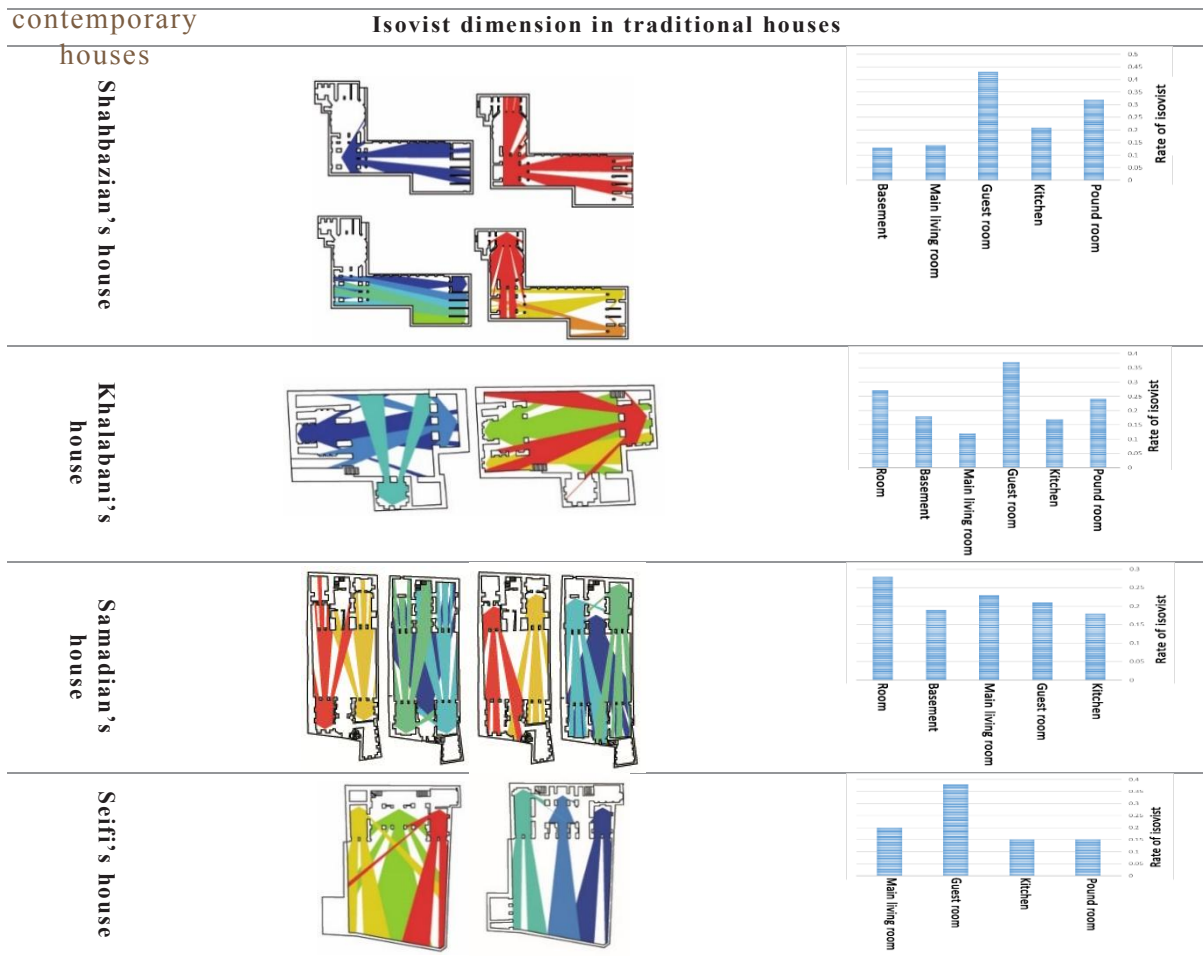 contemporary
houses
Isovist dimension in traditional houses
Shahbazian's house
0.5
0.45
0.4
0.35
0.3
0.25
0.2
0.15
0.1
0.05
0
Rate of isovist
Basement
Main living room
Guest room
Kitchen
Pound room
Khalabani's
house
0.4
0.35
0.3
0.25
0.2
0.15
0.1
0.05
0
Rate of isovist
Room
Basement
Main living room
Guest room
Kitchen
Pound room
Samadian's
house
0.3
0.25
0.2
0.15
0.1
0.05
0
Rate of isovist
Room
Basement
Main living room
Guest room
Kitchen
Seifi's house
0.4
0.35
0.3
0.25
0.2
0.15
0.1
0.05
0
Rate of isovist
Main living room
Guest room
Kitchen
Pound room